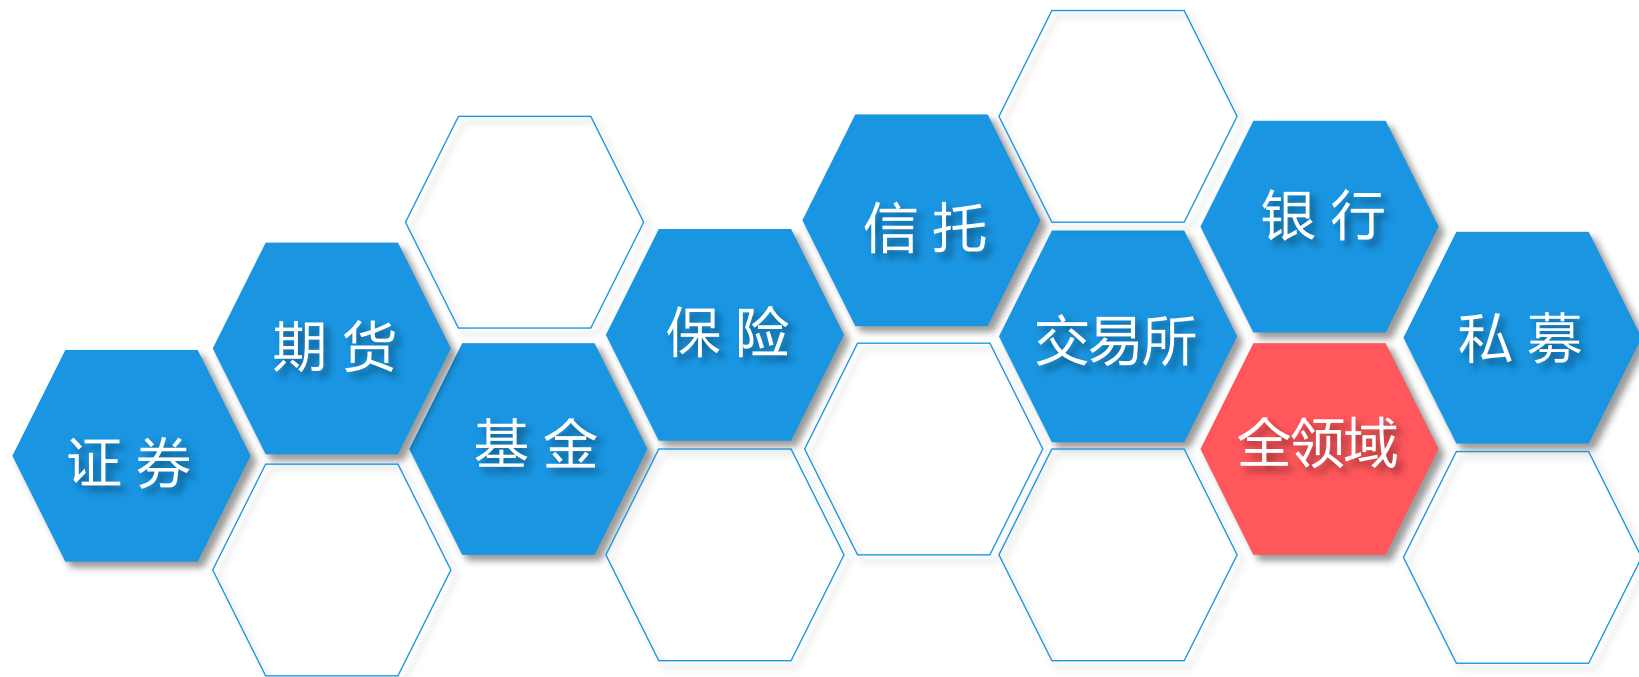 证 券
期 货
基 金
保 险
信 托
交易所
银 行
全领域
私 募